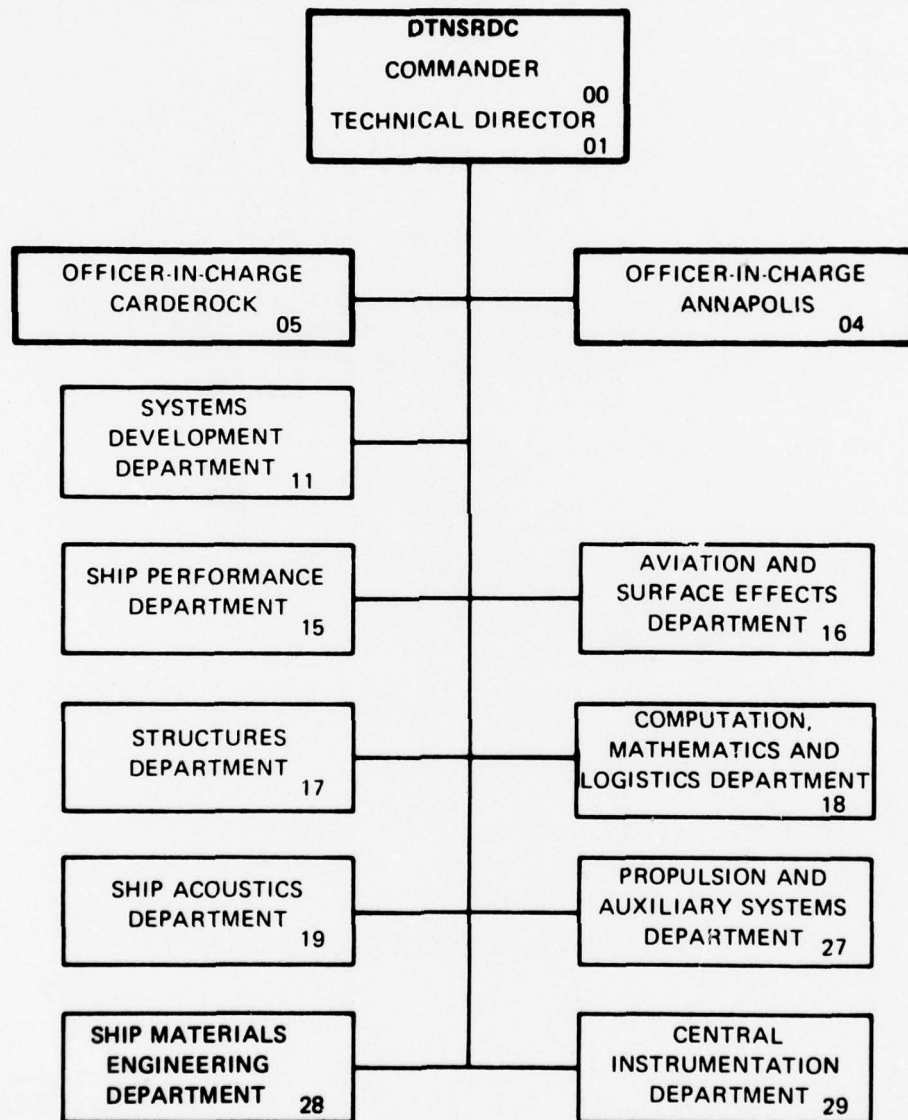 DTNSRDC
COMMANDER
00
TECHNICAL DIRECTOR
01
OFFICER-IN-CHARGE
CARDEROCK
05
OFFICER-IN-CHARGE
ANNAPOLIS
04
SYSTEMS
DEVELOPMENT
DEPARTMENT
11
SHIP PERFORMANCE
DEPARTMENT
15
AVIATION AND
SURFACE EFFECTS
DEPARTMENT
16
STRUCTURES
DEPARTMENT
17
COMPUTATION,
MATHEMATICS AND
LOGISTICS DEPARTMENT
18
SHIP ACOUSTICS
DEPARTMENT
19
PROPULSION AND
AUXILIARY SYSTEMS
DEPARTMENT
27
SHIP MATERIALS
ENGINEERING
DEPARTMENT
28
CENTRAL
INSTRUMENTATION
DEPARTMENT
29